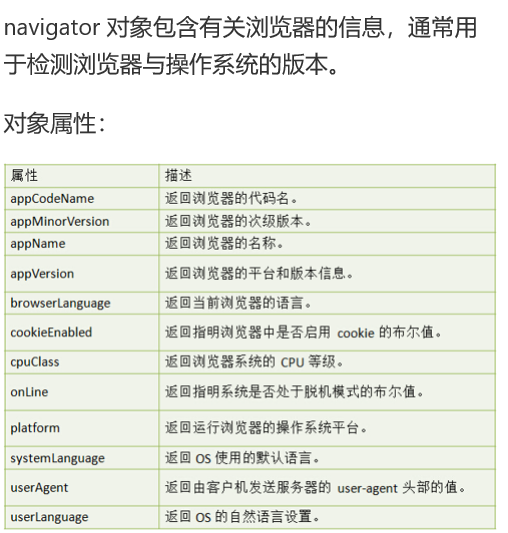 navigator 对象包含有关浏览器的信息，通常用
于检测浏览器与操作系统的版本。
对象属性：
属性 描述
appCodeName 返回浏览器的代码名。
appMinorVersion 返回浏览器的次级版本。
appName 返回浏览器的名称。
appVersion 返回浏览器的平台和版本信息。
browserLanguage 返回当前浏览器的语言。
cookieEnabled 返回指明浏览器中是否启用 cookie 的布尔值。
cpuClass 返回浏览器系统的 CPU 等级。
onLine 返回指明系统是否处于脱机模式的布尔值。
platform 返回运行浏览器的操作系统平台。
systemLanguage 返回 OS 使用的默认语言。
userAgent 返回由客户机发送服务器的 user-agent 头部的值。
userLanguage 返回 OS 的自然语言设置。